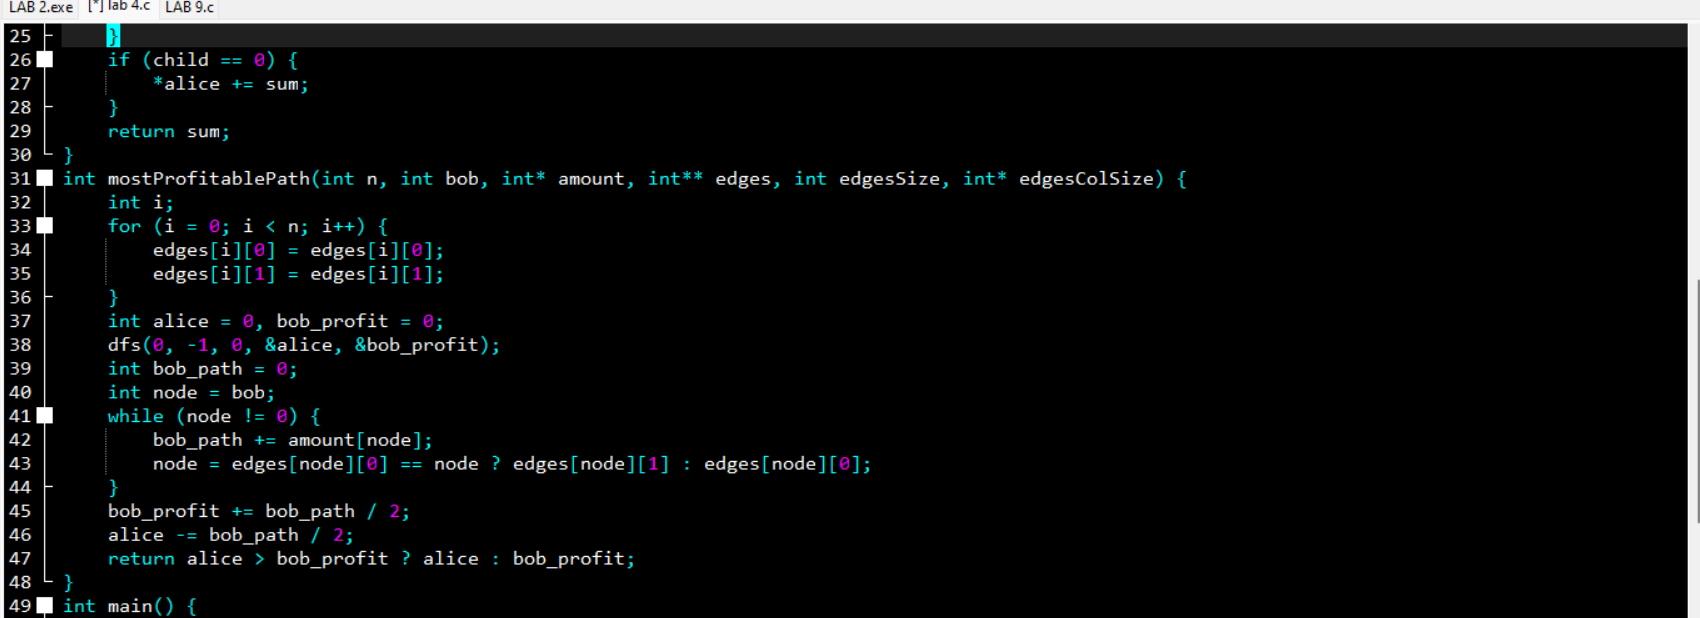 LAB 2.exe [*] lab 4.c LAB 9.c
25 }
26 if (child == 0) {
27 *alice += sum;
28 }
29 return sum;
30 }
31 int mostProfitablePath(int n, int bob, int* amount, int** edges, int edgesSize, int* edgesColSize) {
32 int i;
33 for (i = 0; i < n; i++) {
34 edges[i][0] = edges[i][0];
35 edges[i][1] = edges[i][1];
36 }
37 int alice = 0, bob_profit = 0;
38 dfs(0, -1, 0, &alice, &bob_profit);
39 int bob_path = 0;
40 int node = bob;
41 while (node != 0) {
42 bob_path += amount[node];
43 node = edges[node][0] == node ? edges[node][1] : edges[node][0];
44 }
45 bob_profit += bob_path / 2;
46 alice -= bob_path / 2;
47 return alice > bob_profit ? alice : bob_profit;
48 }
49 int main() {